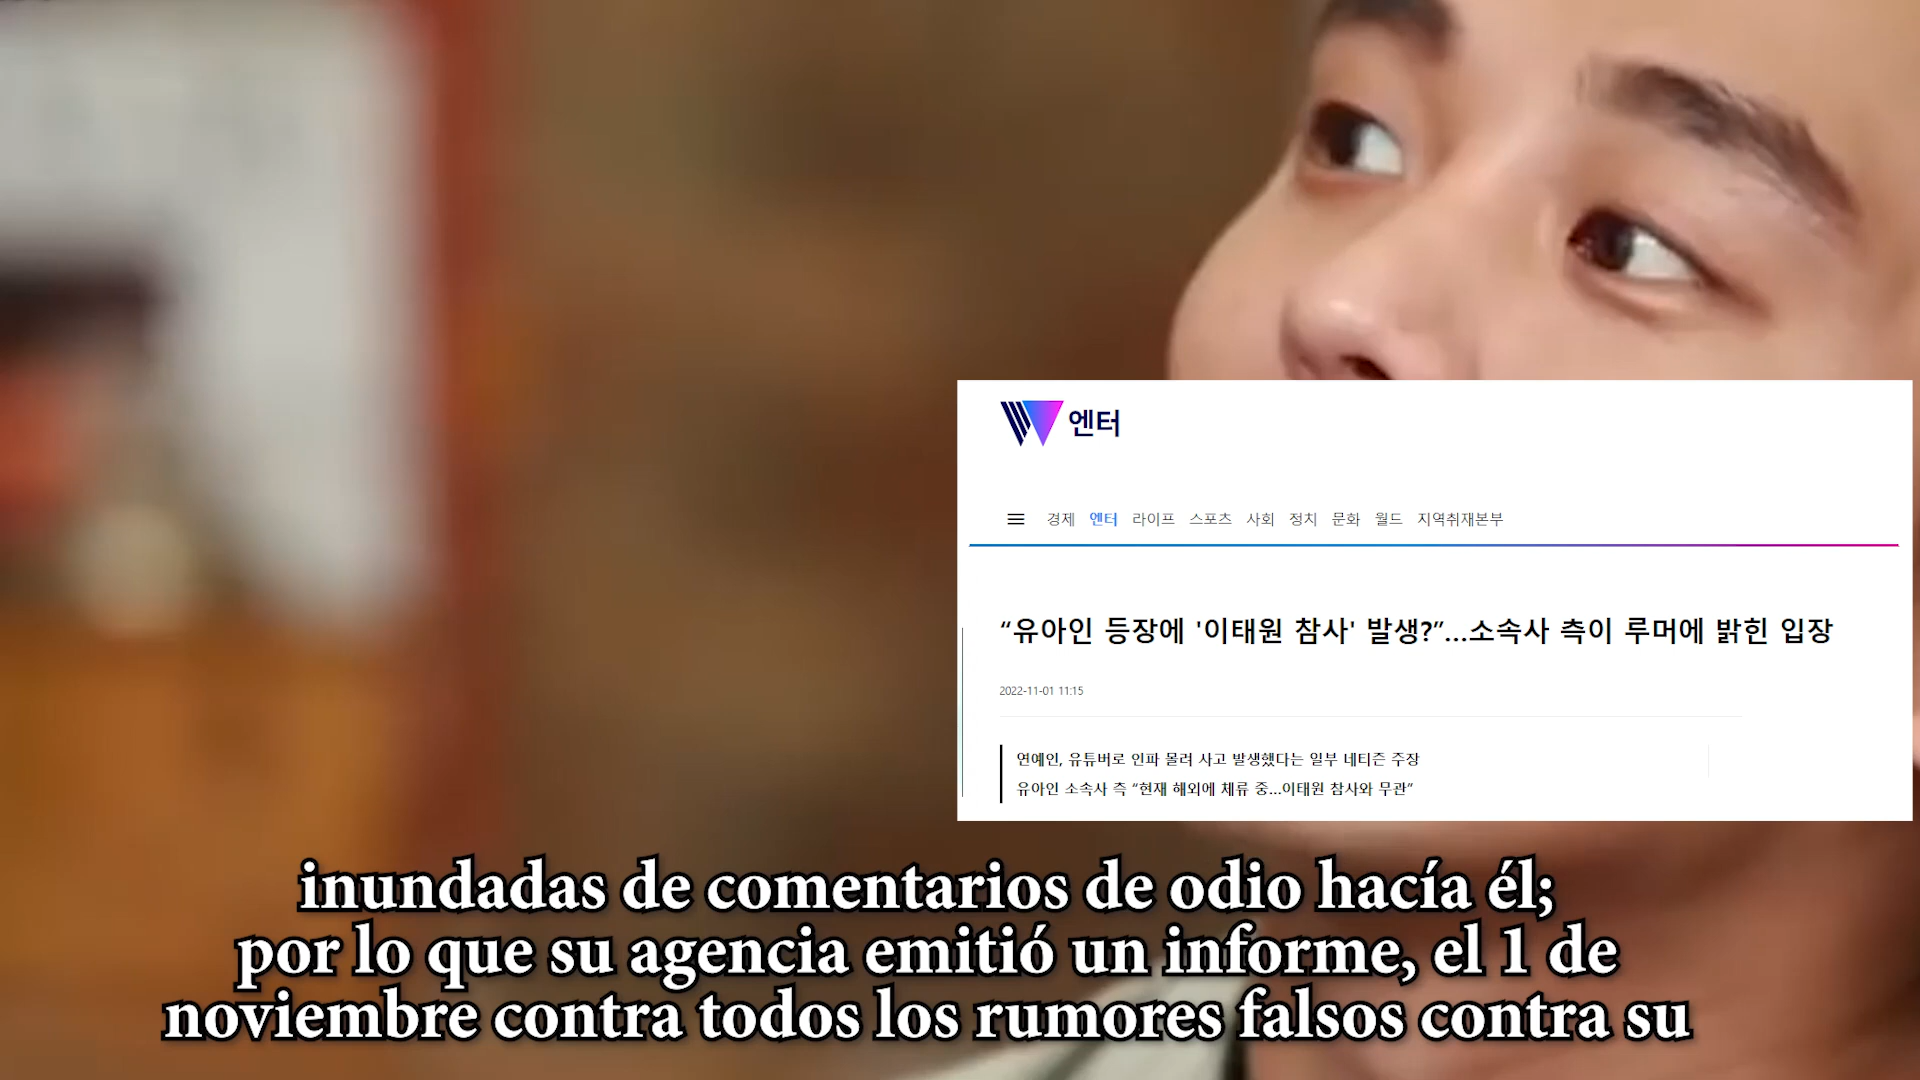 엔터
경제 엔터 라이프 스포츠 사회 정치 문화 월드 지역취재본부
“유아인 등장에 '이태원 참사' 발생?”...소속사 측이 루머에 밝힌 입장
2022-11-01 11:15
연예인, 유튜버로 인파 몰려 사고 발생했다는 일부 네티즌 주장
유아인 소속사 측 “현재 해외에 체류 중...이태원 참사와 무관”
inundadas de comentarios de odio hacía él;
por lo que su agencia emitió un informe, el 1 de
noviembre contra todos los rumores falsos contra su